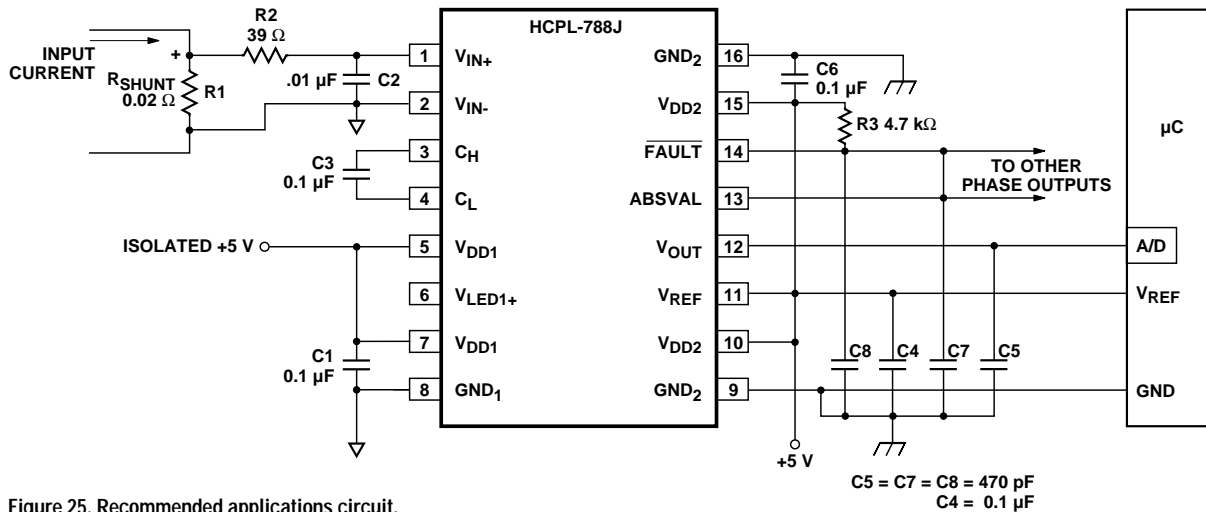 HCPL-788J
INPUT
CURRENT
+
R2
39 Ω
RSHUNT
0.02 Ω
R1
.01 µF
C2
C3
0.1 µF
ISOLATED +5 V
C1
0.1 µF
1 VIN+
2 VIN-
3 CH
4 CL
5 VDD1
6 VLED1+
7 VDD1
8 GND1
GND2 16
VDD2 15
FAULT 14
ABSVAL 13
VOUT 12
VREF 11
VDD2 10
GND2 9
C6
0.1 µF
R3 4.7 kΩ
TO OTHER
PHASE OUTPUTS
C8
C4
C7
C5
+5 V
µC
A/D
VREF
GND
C5 = C7 = C8 = 470 pF
C4 = 0.1 µF
Figure 25. Recommended applications circuit.